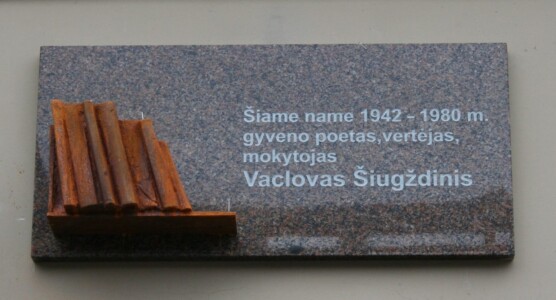 Šiame name 1942 - 1980 m.
gyveno poetas,vertėjas,
mokytojas
Vaclovas Šiugždinis